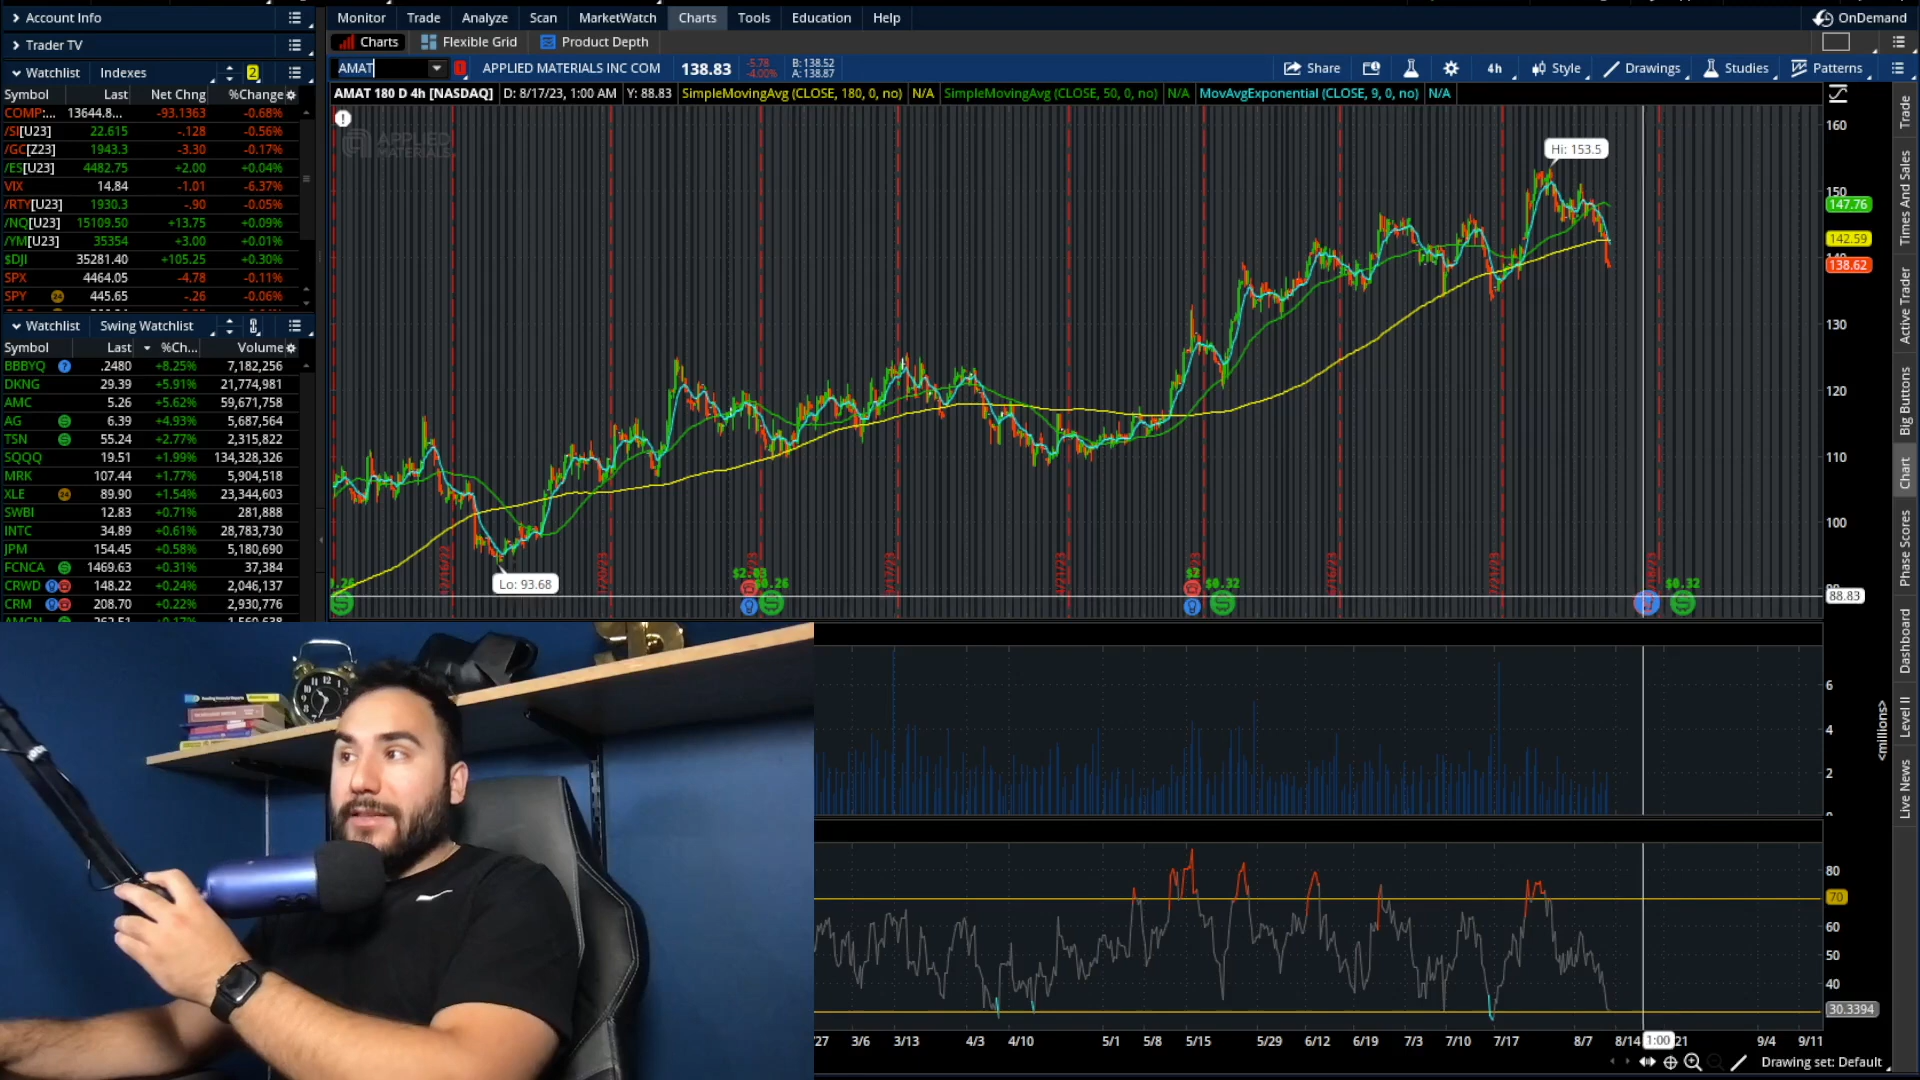 Account Info
Monitor Trade Analyze Scan MarketWatch Charts Tools Education Help
OnDemand
Trader TV
Charts Flexible Grid Product Depth
Watchlist Indexes 2
AMAT APPLIED MATERIALS INC COM 138.83 -5.78 -4.00% B: 138.52 A: 138.87
Share 4h Style Drawings Studies Patterns
Symbol Last Net Chng %Change
AMAT 180 D 4h [NASDAQ] D: 8/17/23, 1:00 AM Y: 88.83 SimpleMovingAvg (CLOSE, 180, 0, no) N/A SimpleMovingAvg (CLOSE, 50, 0, no) N/A MovAvgExponential (CLOSE, 9, 0, no) N/A
COMP:... 13644.8... -93.1363 -0.68%
/SI[U23] 22.615 -.128 -0.56%
/GC[Z23] 1943.3 -3.30 -0.17%
/ES[U23] 4482.75 +2.00 +0.04%
VIX 14.84 -1.01 -6.37%
/RTY[U23] 1930.3 -.90 -0.05%
/NQ[U23] 15109.50 +13.75 +0.09%
/YM[U23] 35354 +3.00 +0.01%
$DJI 35281.40 +105.25 +0.30%
SPX 4464.05 -4.78 -0.11%
SPY 24 445.65 -.26 -0.06%
Watchlist Swing Watchlist
Symbol Last %Ch... Volume
BBBYQ ? .2480 +8.25% 7,182,256
DKNG 29.39 +5.91% 21,774,981
AMC 5.26 +5.62% 59,671,758
AG 6.39 +4.93% 5,687,564
TSN 55.24 +2.77% 2,315,822
SQQQ 19.51 +1.99% 134,328,326
MRK 107.44 +1.77% 5,904,518
XLE 24 89.90 +1.54% 23,344,603
SWBI 12.83 +0.71% 281,888
INTC 34.89 +0.61% 28,783,730
JPM 154.45 +0.58% 5,180,690
FCNCA 1469.63 +0.31% 37,384
CRWD 148.22 +0.24% 2,046,137
CRM 208.70 +0.22% 2,930,776
APPLIED
MATERIALS
Hi: 153.5
Lo: 93.68
160
150
147.76
142.59
138.62
130
120
110
100
88.83
$0.32
$2
$0.32
Trade
Times And Sales
Active Trader
Big Buttons
Chart
Phase Scores
Dashboard
Level II
Live News
6
4
2
<millions>
80
70
60
50
40
30.3394
/27 3/6 3/13 4/3 4/10 5/1 5/8 5/15 5/29 6/12 6/19 7/3 7/10 7/17 8/7 8/14 1:00 21 9/4 9/11
Drawing set: Default